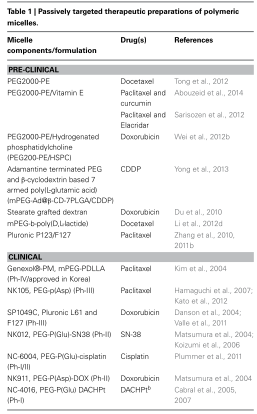 Table 1 | Passively targeted therapeutic preparations of polymeric
micelles.
Micelle Drug(s) References
components/formulation
PRE-CLINICAL
PEG2000-PE Docetaxel Tong et al., 2012
PEG2000-PE/Vitamin E Paclitaxel and Abouzeid et al., 2014
curcumin
Paclitaxel and Sarisozen et al., 2012
Elacridar
PEG2000-PE/Hydrogenated Doxorubicin Wei et al., 2012b
phosphatidylcholine
(PEG200-PE/HSPC)
Adamantine terminated PEG CDDP Yong et al., 2013
and β-cyclodextrin based 7
armed poly(L-glutamic acid)
(mPEG-Ad@β-CD-7PLGA/CDDP)
Stearate grafted dextran Doxorubicin Du et al., 2010
mPEG-b-poly(D,L-lactide) Docetaxel Li et al., 2012d
Pluronic P123/F127 Paclitaxel Zhang et al., 2010,
2011b
CLINICAL
Genexol®-PM, mPEG-PDLLA Paclitaxel Kim et al., 2004
(Ph-IV/approved in Korea)
NK105, PEG-p(Asp) (Ph-III) Paclitaxel Hamaguchi et al., 2007;
Kato et al., 2012
SP1049C, Pluronic L61 and Doxorubicin Danson et al., 2004;
F127 (Ph-III) Valle et al., 2011
NK012, PEG-P(Glu)-SN38 (Ph-II) SN-38 Matsumura et al., 2004;
Koizumi et al., 2006
NC-6004, PEG-P(Glu)-cisplatin Cisplatin Plummer et al., 2011
(Ph-I/II)
NK911, PEG-P(Asp)-DOX (Ph-II) Doxorubicin Matsumura et al., 2004
NC-4016, PEG-P(Glu) DACHPt DACHPtᵇ Cabral et al., 2005,
(Ph-I) 2007